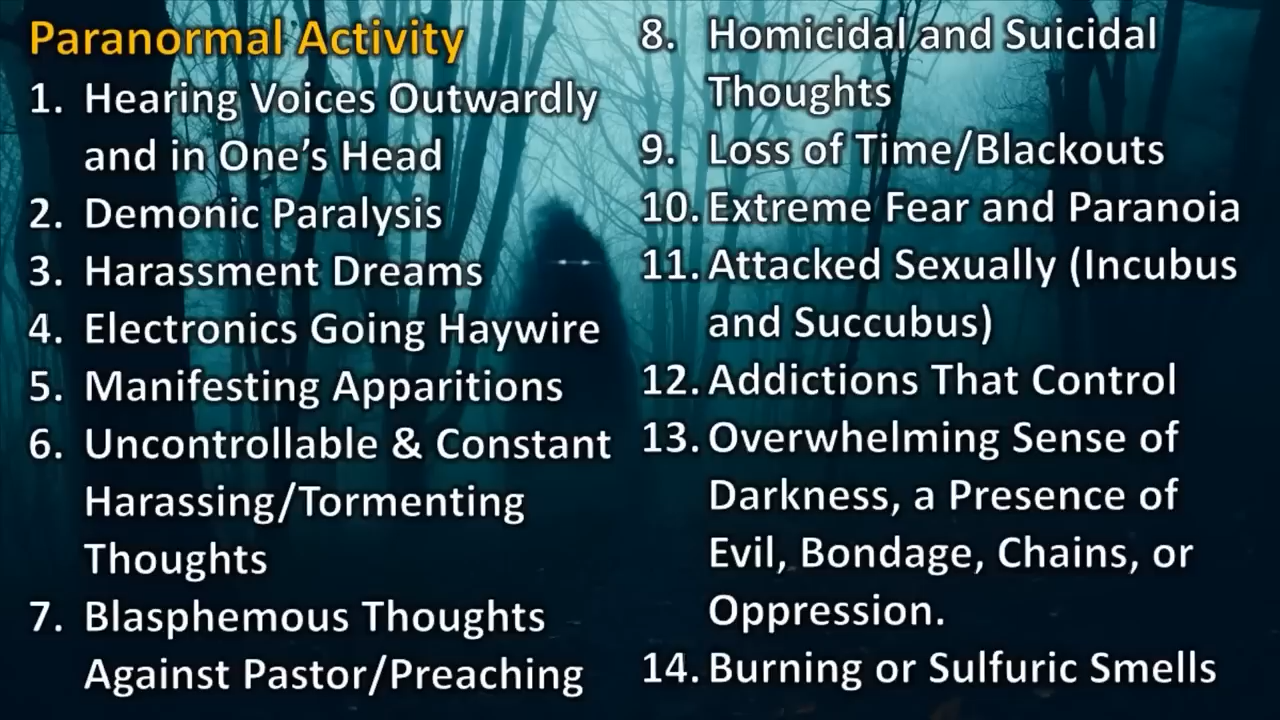 Paranormal Activity
1. Hearing Voices Outwardly
and in One's Head
2. Demonic Paralysis
3. Harassment Dreams
4. Electronics Going Haywire
5. Manifesting Apparitions
6. Uncontrollable & Constant
Harassing/Tormenting
Thoughts
7. Blasphemous Thoughts
Against Pastor/Preaching
8. Homicidal and Suicidal
Thoughts
9. Loss of Time/Blackouts
10. Extreme Fear and Paranoia
11. Attacked Sexually (Incubus
and Succubus)
12. Addictions That Control
13. Overwhelming Sense of
Darkness, a Presence of
Evil, Bondage, Chains, or
Oppression.
14. Burning or Sulfuric Smells